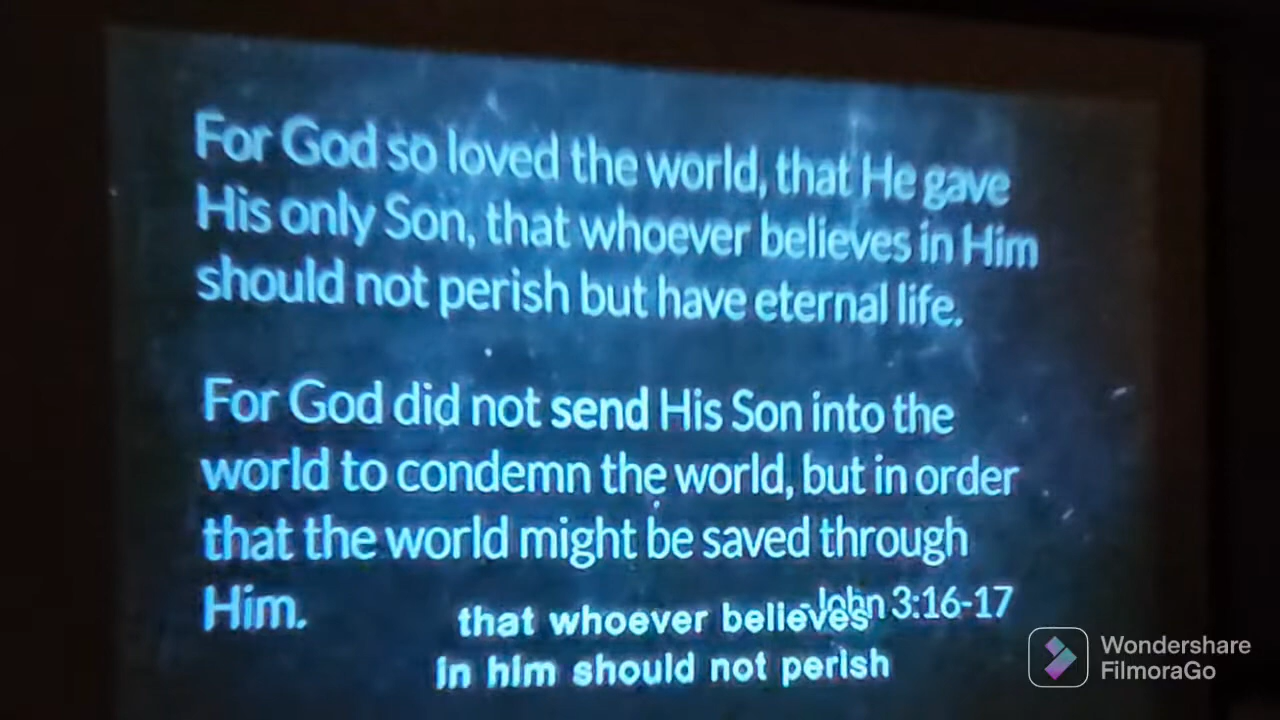 For God so loved the world, that He gave
His only Son, that whoever believes in Him
should not perish but have eternal life.
For God did not send His Son into the
world to condemn the world, but in order
that the world might be saved through
Him.
John 3:16-17
that whoever believes
in him should not perish
Wondershare
FilmoraGo